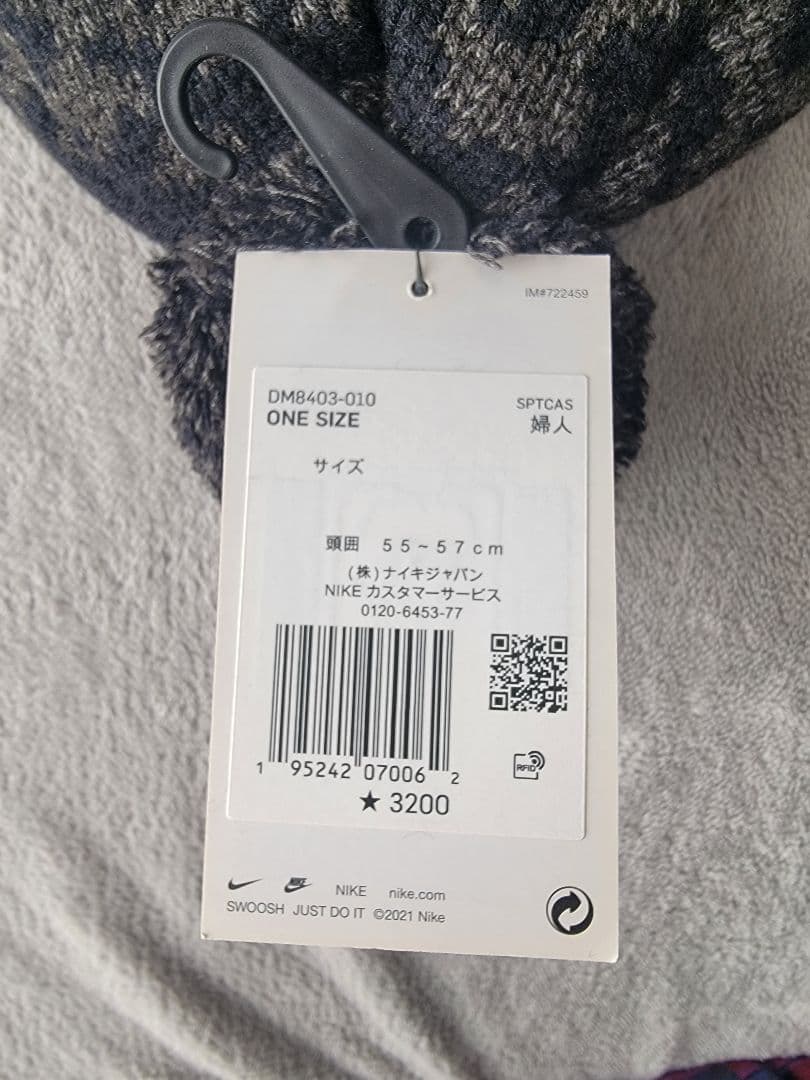 IM#722459
DM8403-010
ONE SIZE
SPTCAS
婦人
サイズ
頭囲 55~57cm
(株)ナイキジャパン
NIKE カスタマーサービス
0120-6453-77
RFID
1 95242 07006 2
★ 3200
NIKE NIKE nike.com
SWOOSH JUST DO IT ©2021 Nike